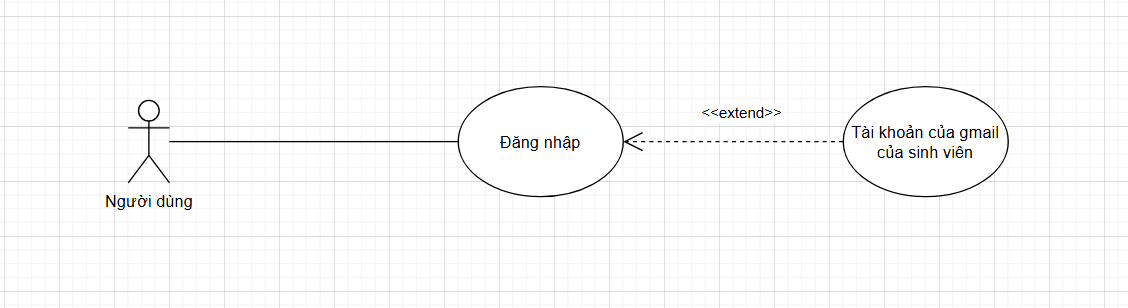 <<extend>>
Đăng nhập
Tài khoản của gmail
của sinh viên
Người dùng